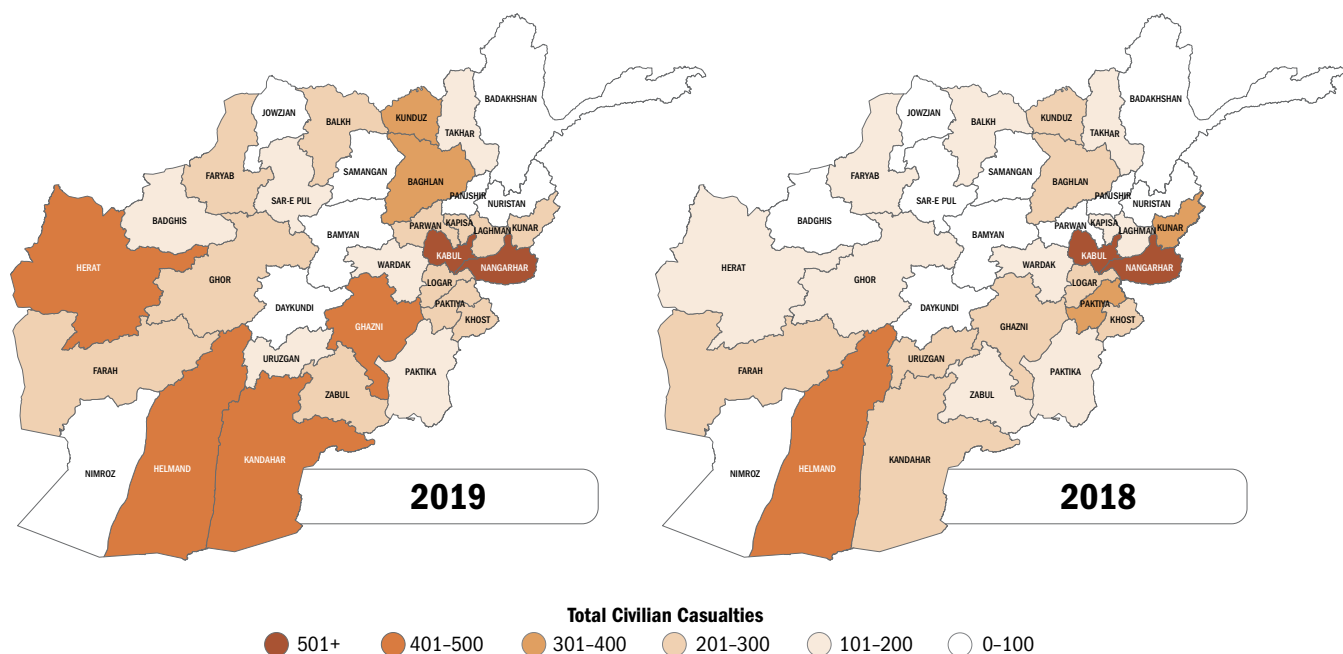 JOWZJAN
BALKH
KUNDUZ
TAKHAR
BADAKHSHAN
FARYAB
SAMANGAN
BAGHLAN
SAR-E PUL
PANJSHIR
NURISTAN
BADGHIS
BAMYAN
PARWAN
KAPISA
LAGHMAN
KUNAR
KABUL
HERAT
WARDAK
NANGARHAR
GHOR
LOGAR
DAYKUNDI
PAKTIYA
KHOST
GHAZNI
URUZGAN
FARAH
PAKTIKA
ZABUL
NIMROZ
HELMAND
KANDAHAR
2019
JOWZJAN
BALKH
KUNDUZ
TAKHAR
BADAKHSHAN
FARYAB
SAMANGAN
BAGHLAN
SAR-E PUL
PANJSHIR
NURISTAN
BADGHIS
BAMYAN
PARWAN
KAPISA
LAGHMAN
KUNAR
KABUL
HERAT
WARDAK
NANGARHAR
GHOR
LOGAR
DAYKUNDI
PAKTIYA
KHOST
GHAZNI
URUZGAN
FARAH
PAKTIKA
ZABUL
NIMROZ
HELMAND
KANDAHAR
2018
Total Civilian Casualties
501+ 401–500 301–400 201–300 101–200 0–100